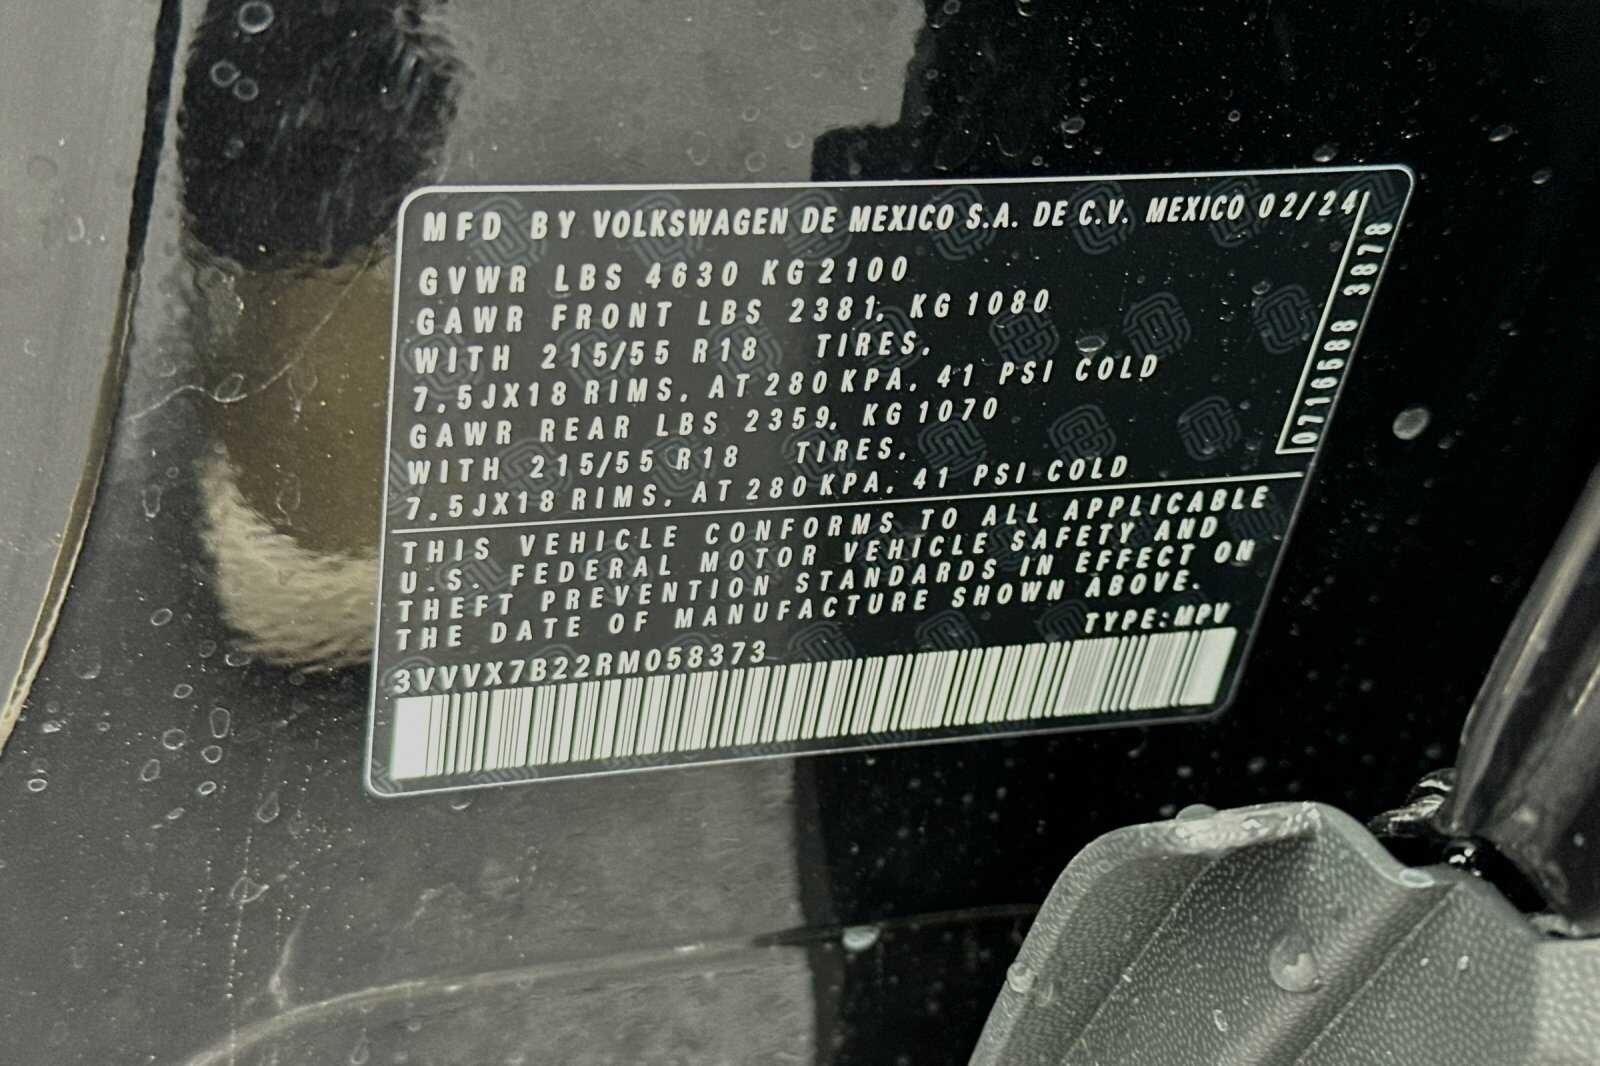 MFD BY VOLKSWAGEN DE MEXICO S.A. DE C.V. MEXICO 02/24
GVWR LBS 4630 KG 2100
GAWR FRONT LBS 2381, KG 1080
WITH 215/55 R18 TIRES,
7,5JX18 RIMS, AT 280 KPA, 41 PSI COLD
GAWR REAR LBS 2359, KG 1070
WITH 215/55 R18 TIRES,
7,5JX18 RIMS, AT 280 KPA, 41 PSI COLD
0716588 3878
THIS VEHICLE CONFORMS TO ALL APPLICABLE
U.S. FEDERAL MOTOR VEHICLE SAFETY AND
THEFT PREVENTION STANDARDS IN EFFECT ON
THE DATE OF MANUFACTURE SHOWN ABOVE.
TYPE:MPV
3VVVX7B22RM058373